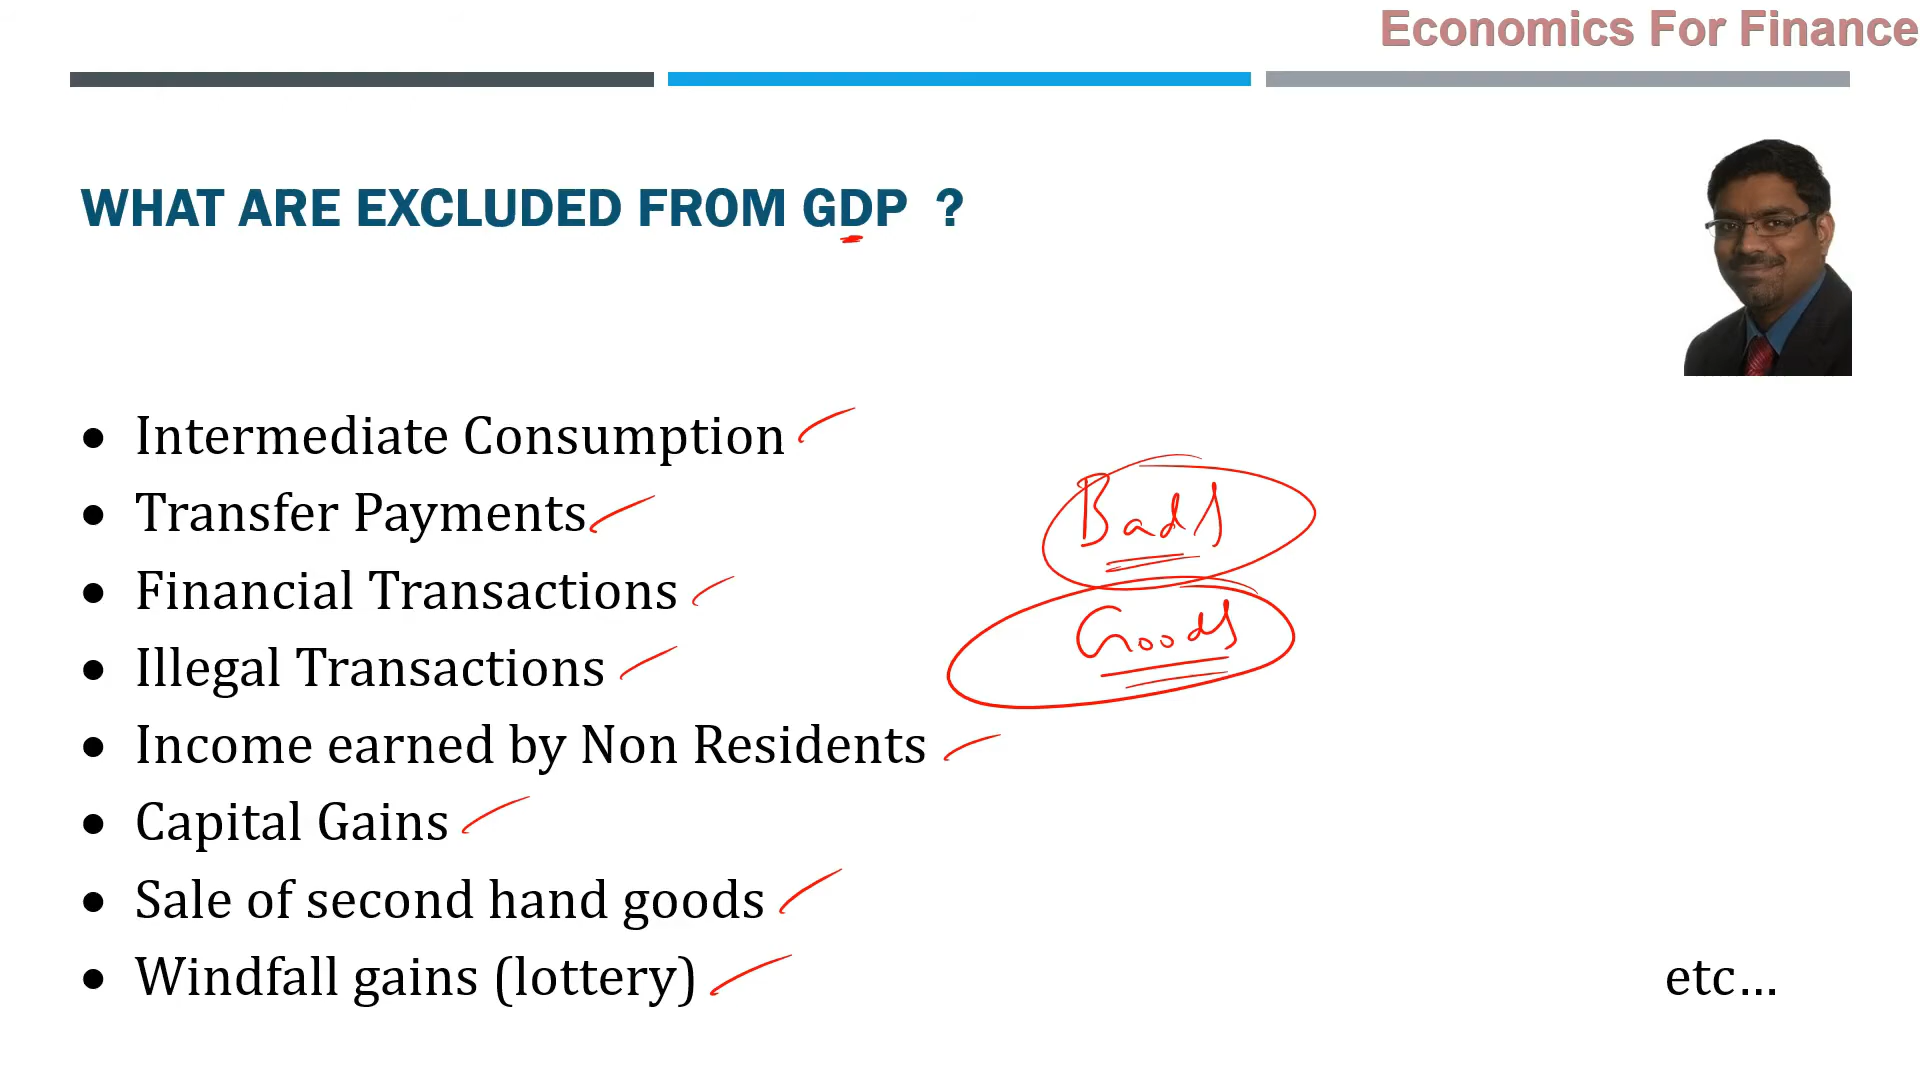 Economics For Finance
WHAT ARE EXCLUDED FROM GDP ?
• Intermediate Consumption
• Transfer Payments
• Financial Transactions
• Illegal Transactions
• Income earned by Non Residents
• Capital Gains
• Sale of second hand goods
• Windfall gains (lottery)
Bads
Goods
etc...